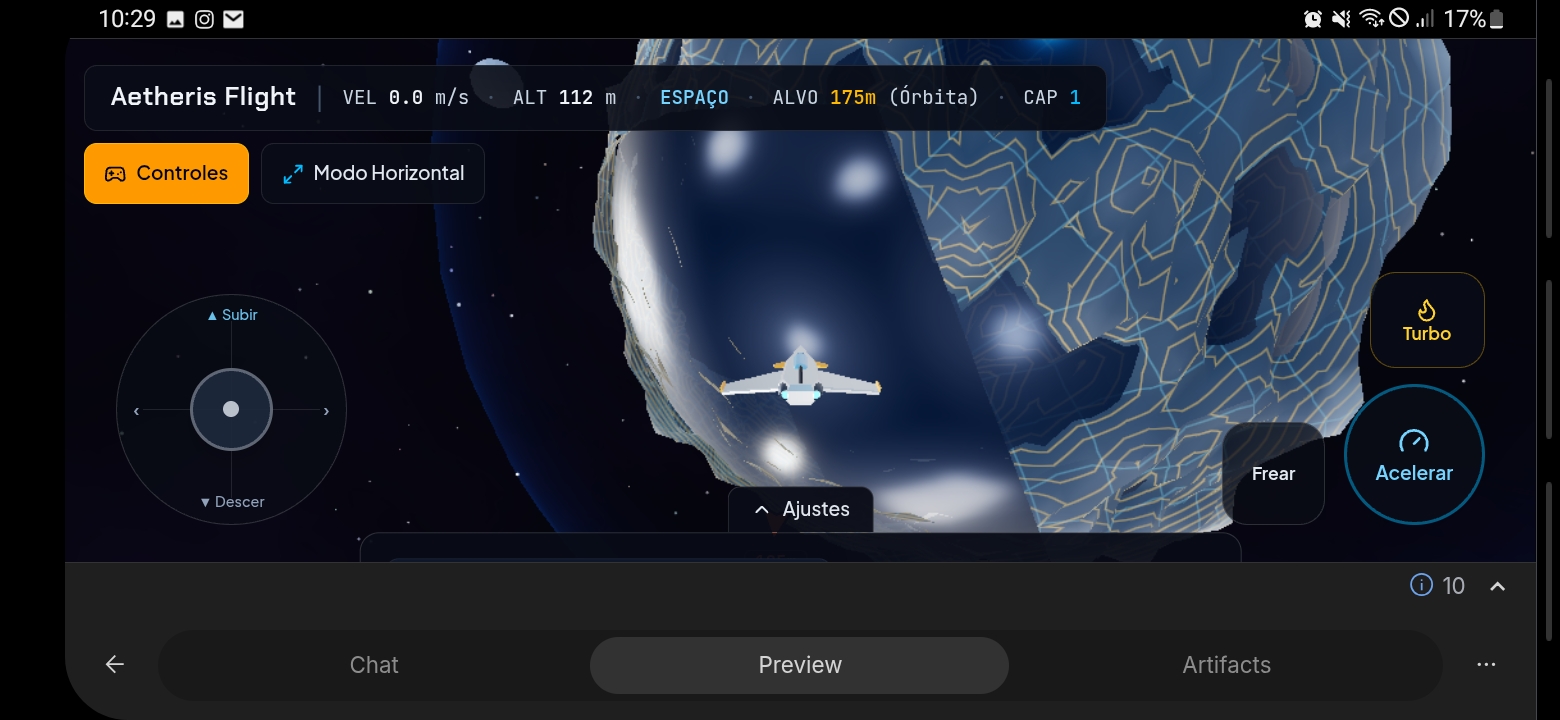 10:29 17%
Aetheris Flight VEL 0.0 m/s · ALT 112 m · ESPAÇO · ALVO 175m (Órbita) · CAP 1
Controles Modo Horizontal
▲ Subir
‹ ›
▼ Descer
Turbo
Acelerar
Frear
Ajustes
10
Chat Preview Artifacts